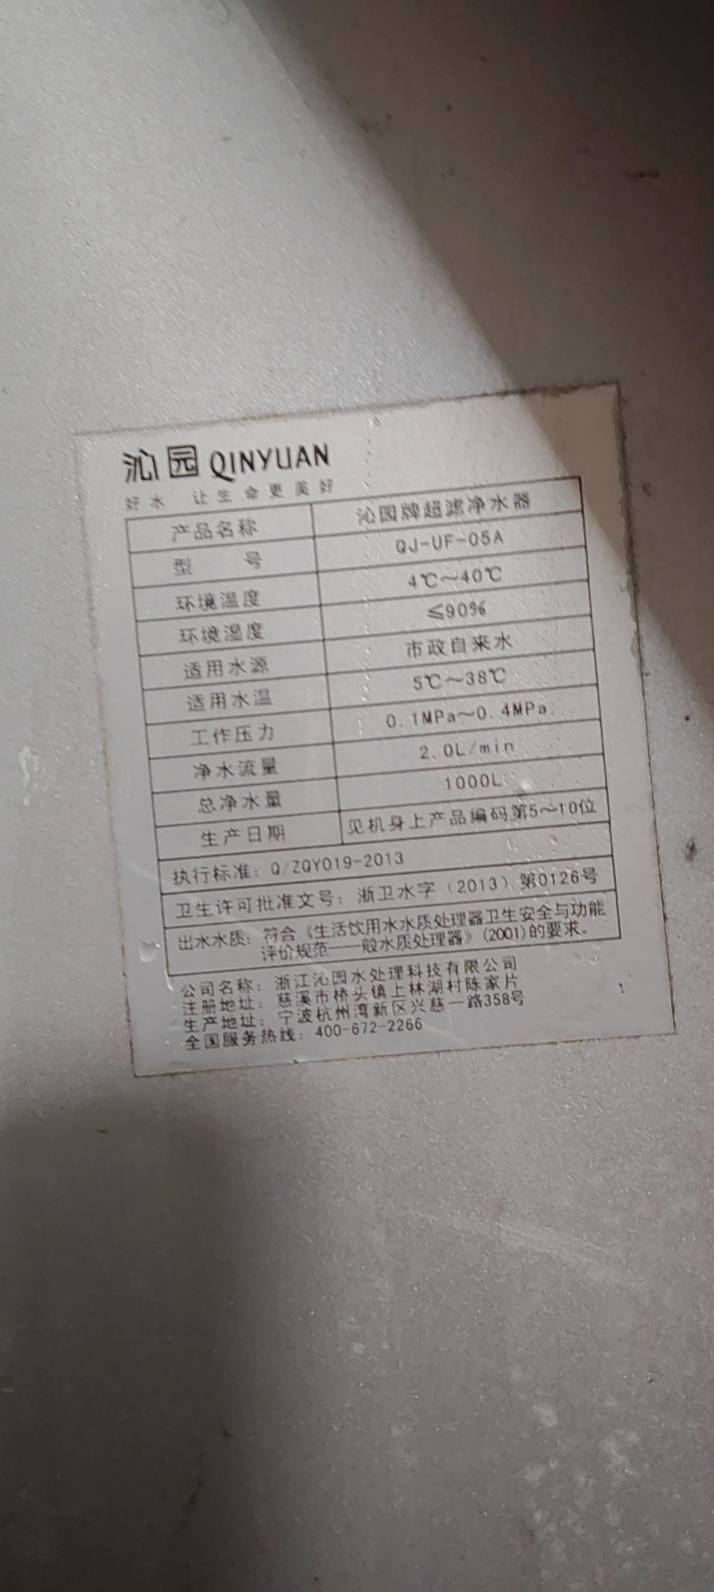 沁园 QINYUAN
好水 让生命更美好
产品名称 沁园牌超滤净水器
型号 QJ-UF-05A
环境温度 4℃~40℃
环境湿度 ≤90%
适用水源 市政自来水
适用水温 5℃~38℃
工作压力 0.1MPa~0.4MPa
净水流量 2.0L/min
总净水量 1000L
生产日期 见机身上产品编码第5~10位
执行标准：Q/ZQY019-2013
卫生许可批准文号：浙卫水字（2013）第0126号
出水水质：符合《生活饮用水水质处理器卫生安全与功能
评价规范——一般水质处理器》(2001)的要求。
公司名称：浙江沁园水处理科技有限公司
注册地址：慈溪市桥头镇上林湖村陈家片
生产地址：宁波杭州湾新区兴慈一路358号
全国服务热线：400-672-2266